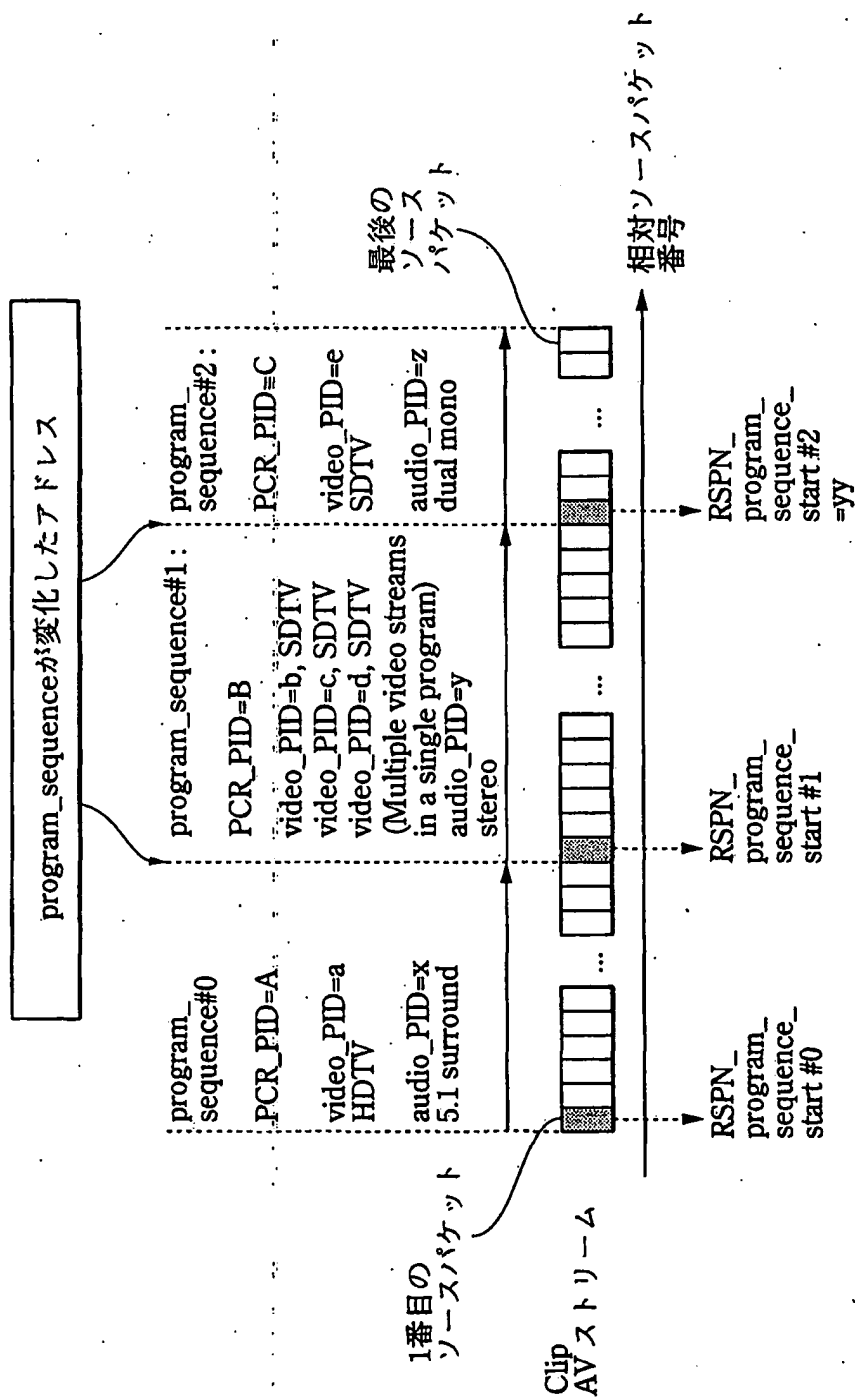 program_sequenceが変化したアドレス
program_
sequence#0
PCR_PID=A
video_PID=a
HDTV
audio_PID=x
5.1 surround
program_sequence#1:
PCR_PID=B
video_PID=b, SDTV
video_PID=c, SDTV
video_PID=d, SDTV
(Multiple video streams
in a single program)
audio_PID=y
stereo
program_
sequence#2:
PCR_PID=C
video_PID=e
SDTV
audio_PID=z
dual mono
1番目の
ソースパケット
最後の
ソース
パケット
Clip
AVストリーム
...
...
...
相対ソースパケット
番号
RSPN_
program_
sequence_
start #0
RSPN_
program_
sequence_
start #1
RSPN_
program_
sequence_
start #2
=yy